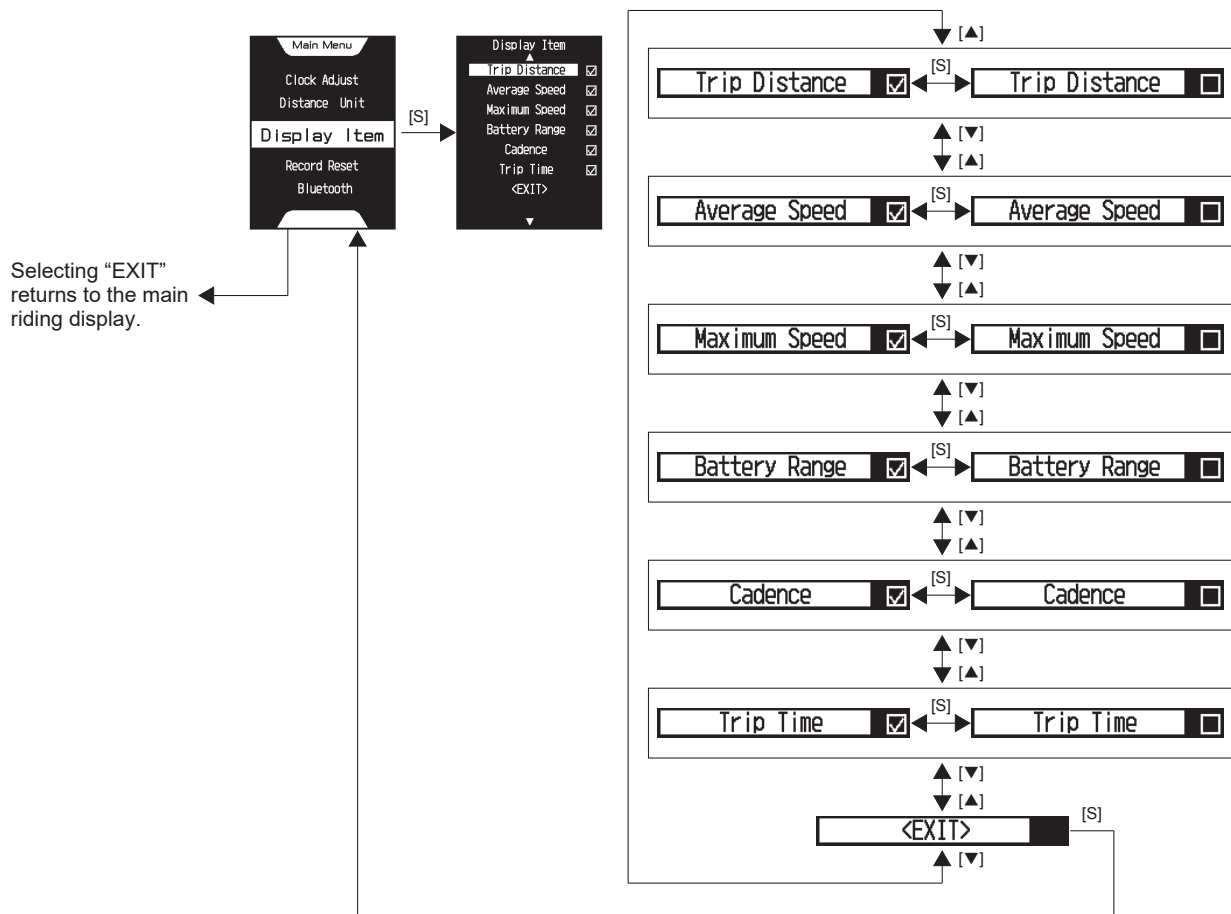 Main Menu
Clock Adjust
Distance Unit
Display Item
Record Reset
Bluetooth
[S]
Display Item
▲
Trip Distance ☑
Average Speed ☑
Maximum Speed ☑
Battery Range ☑
Cadence ☑
Trip Time ☑
<EXIT>
▼
Selecting “EXIT”
returns to the main
riding display.
[▲]
Trip Distance ☑ [S] Trip Distance ☐
[▼]
[▲]
Average Speed ☑ [S] Average Speed ☐
[▼]
[▲]
Maximum Speed ☑ [S] Maximum Speed ☐
[▼]
[▲]
Battery Range ☑ [S] Battery Range ☐
[▼]
[▲]
Cadence ☑ [S] Cadence ☐
[▼]
[▲]
Trip Time ☑ [S] Trip Time ☐
[▼]
[▲]
<EXIT> [S]
[▼]